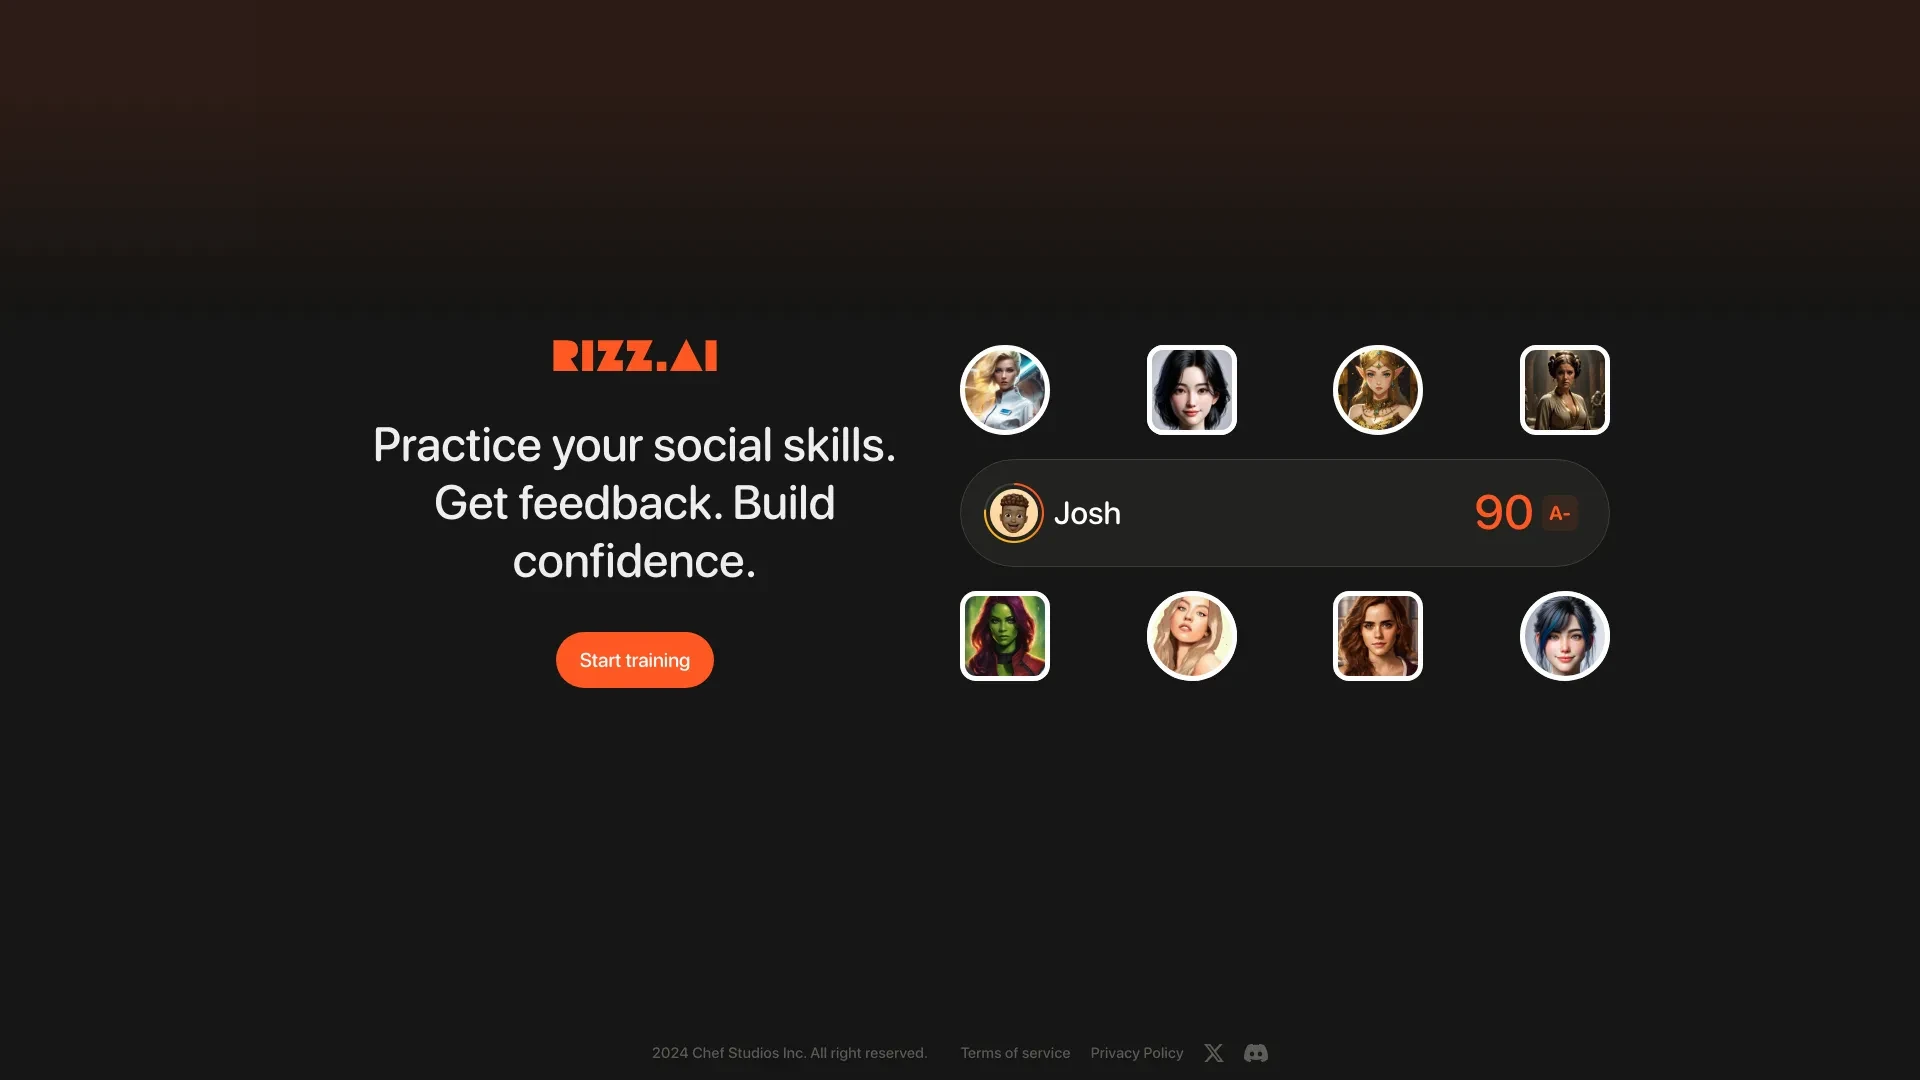 RIZZ.AI
Practice your social skills.
Get feedback. Build
confidence.
Start training
Josh
90 A-
2024 Chef Studios Inc. All right reserved. Terms of service Privacy Policy